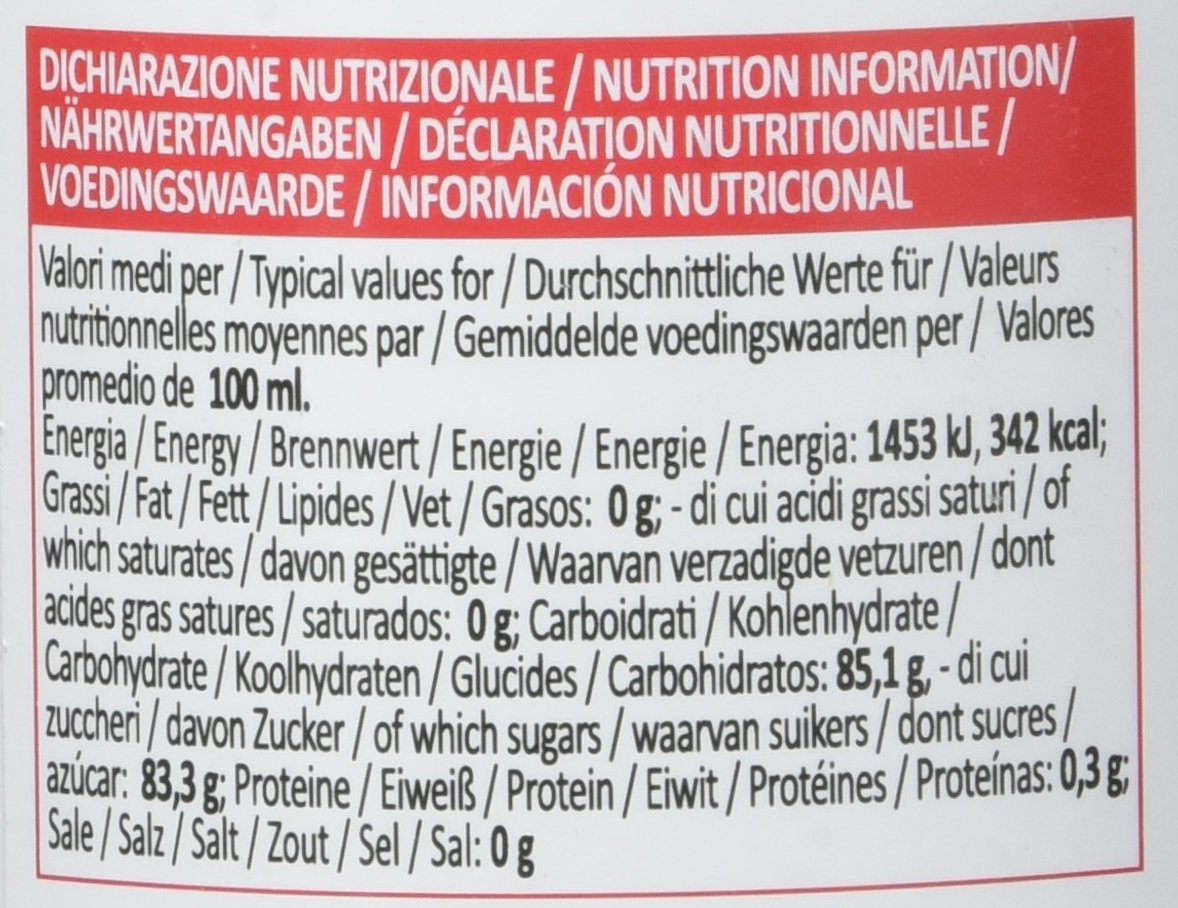 DICHIARAZIONE NUTRIZIONALE / NUTRITION INFORMATION/
NÄHRWERTANGABEN / DÉCLARATION NUTRITIONNELLE /
VOEDINGSWAARDE / INFORMACIÓN NUTRICIONAL
Valori medi per / Typical values for / Durchschnittliche Werte für / Valeurs
nutritionnelles moyennes par / Gemiddelde voedingswaarden per / Valores
promedio de 100 ml.
Energia / Energy / Brennwert / Energie / Energie / Energia: 1453 kJ, 342 kcal;
Grassi / Fat / Fett / Lipides / Vet / Grasos: 0 g; - di cui acidi grassi saturi / of
which saturates / davon gesättigte / Waarvan verzadigde vetzuren / dont
acides gras satures / saturados: 0 g; Carboidrati / Kohlenhydrate /
Carbohydrate / Koolhydraten / Glucides / Carbohidratos: 85,1 g, - di cui
zuccheri / davon Zucker / of which sugars / waarvan suikers / dont sucres /
azúcar: 83,3 g; Proteine / Eiweiß / Protein / Eiwit / Protéines / Proteínas: 0,3 g;
Sale / Salz / Salt / Zout / Sel / Sal: 0 g